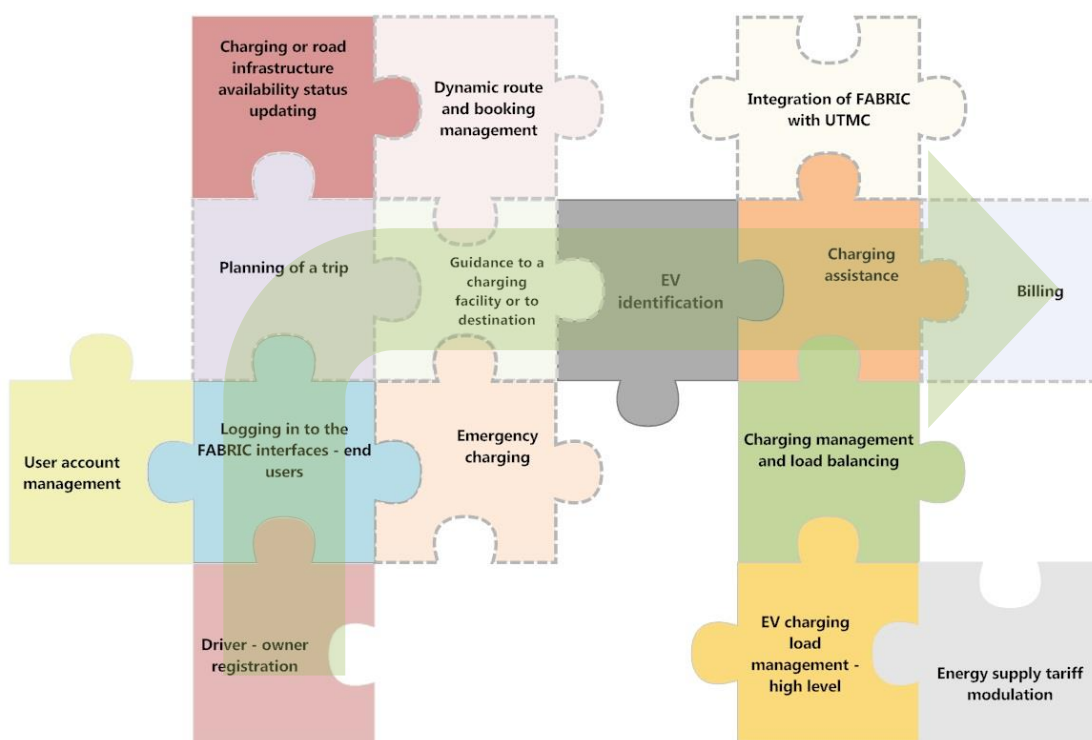 Charging or road
infrastructure
availability status
updating
Dynamic route
and booking
management
Integration of FABRIC
with UTMC
Planning of a trip
Guidance to a
charging
facility or to
destination
EV
identification
Charging
assistance
Billing
User account
management
Logging in to the
FABRIC interfaces - end
users
Emergency
charging
Charging management
and load balancing
Driver - owner
registration
EV charging
load
management -
high level
Energy supply tariff
modulation